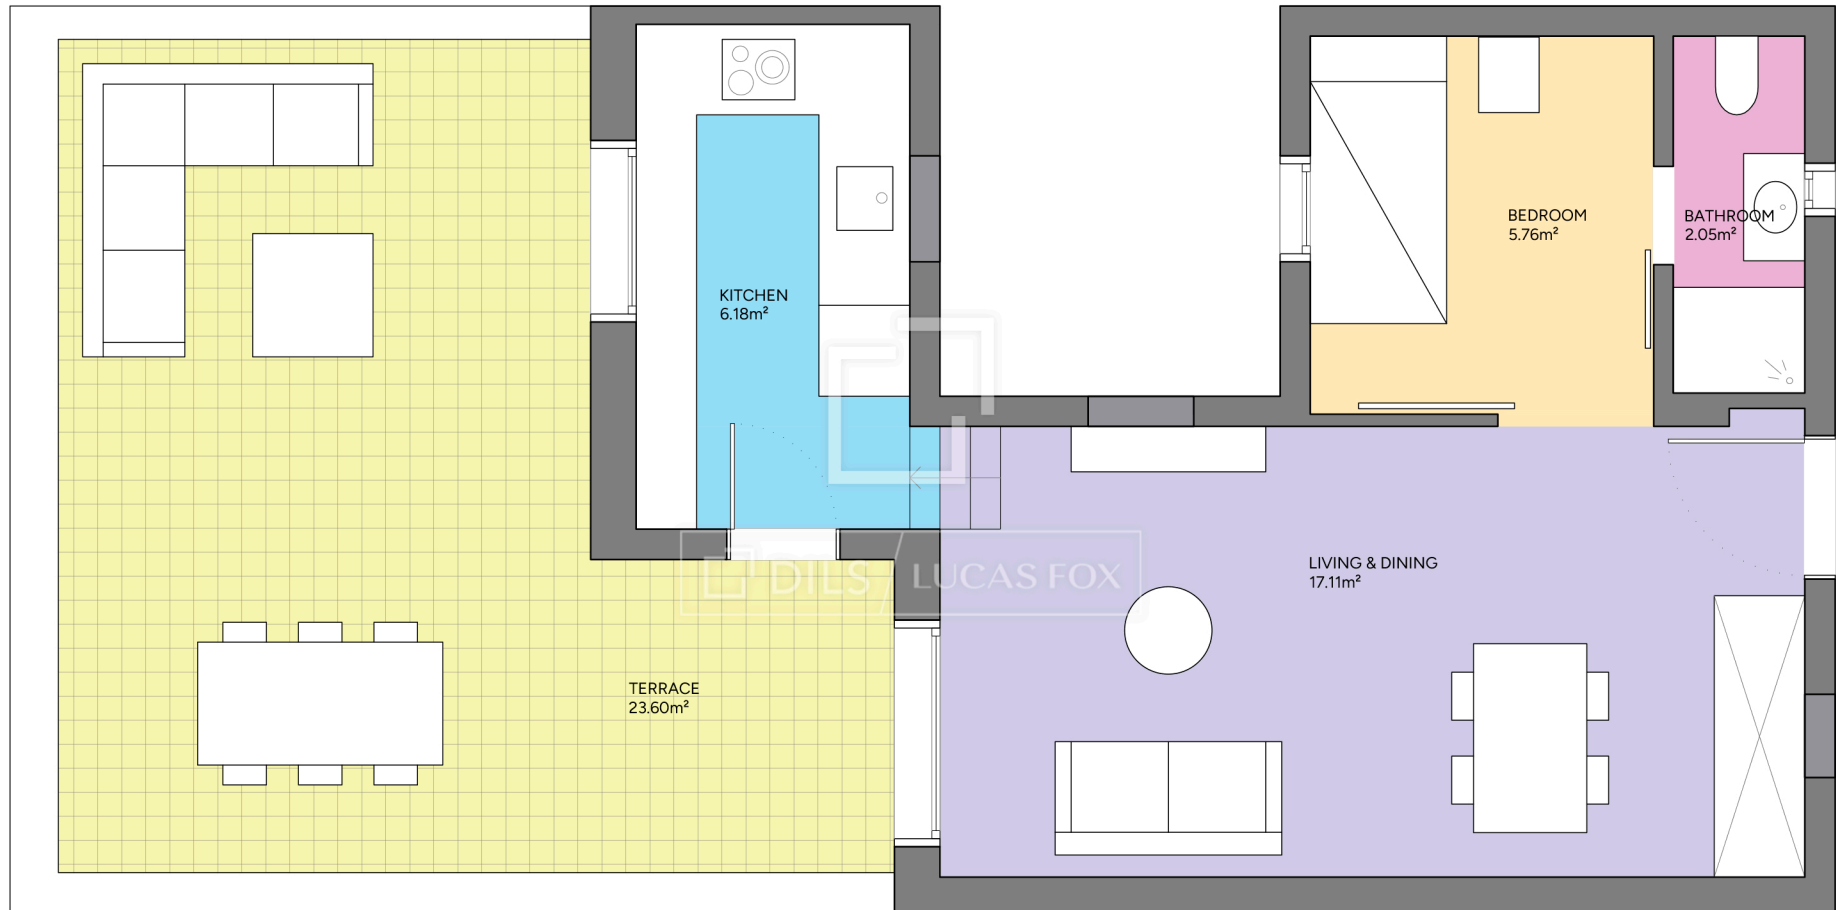 BEDROOM
5.76m²
BATHROOM
2.05m²
KITCHEN
6.18m²
LIVING & DINING
17.11m²
DILS / LUCAS FOX
TERRACE
23.60m²